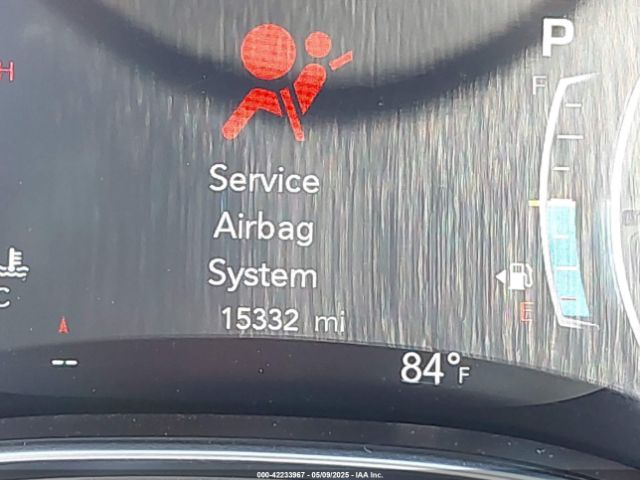 P
H
F
Service
Airbag
System
C
E
15332 mi
84°F
000-42233967 - 05/09/2025 - IAA Inc.